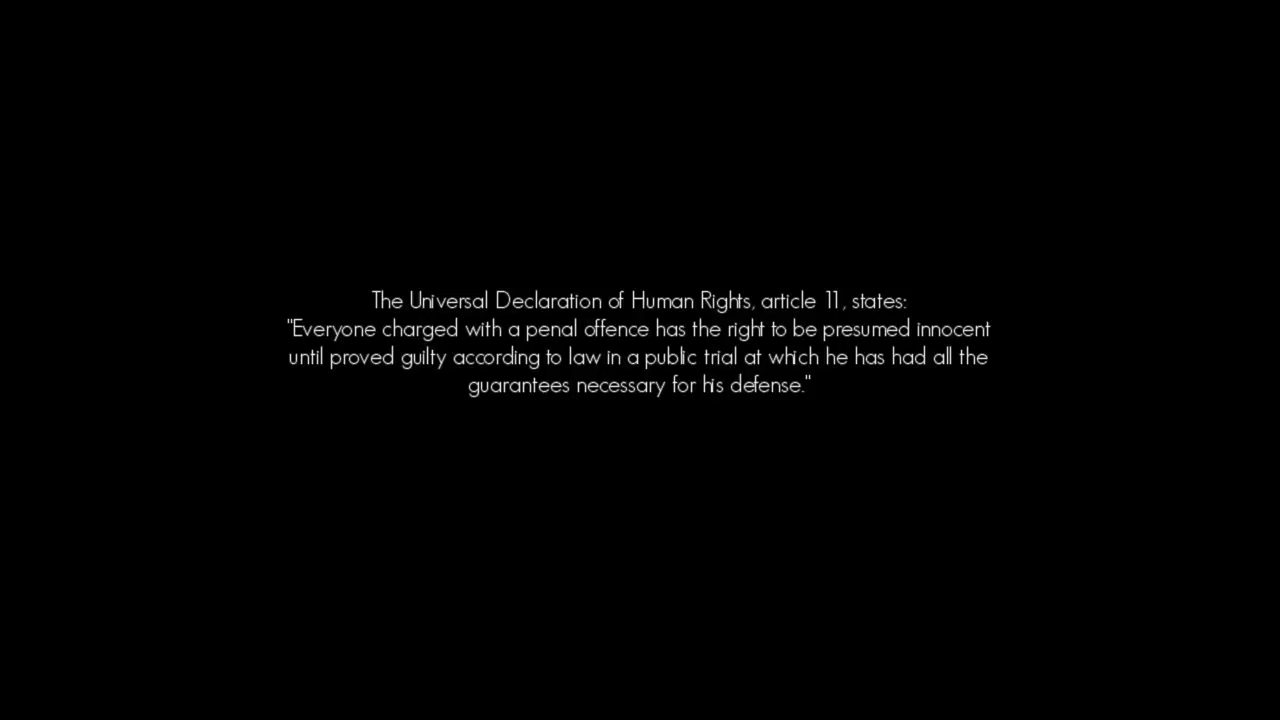 The Universal Declaration of Human Rights, article 11, states:
"Everyone charged with a penal offence has the right to be presumed innocent
until proved guilty according to law in a public trial at which he has had all the
guarantees necessary for his defense."